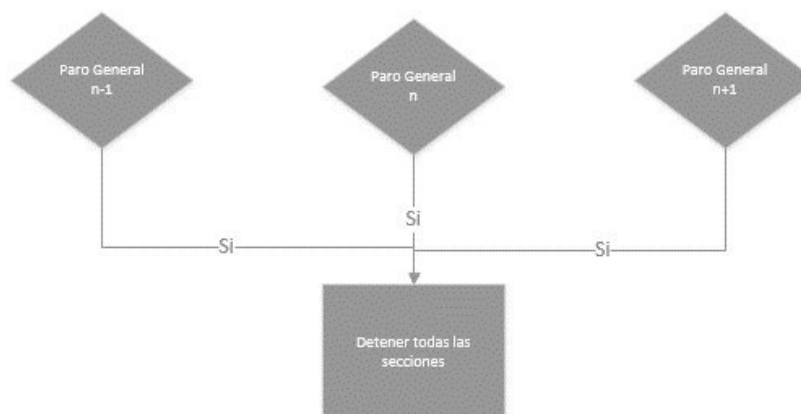 Paro General
n-1
Paro General
n
Paro General
n+1
Si
Si
Si
Detener todas las
secciones